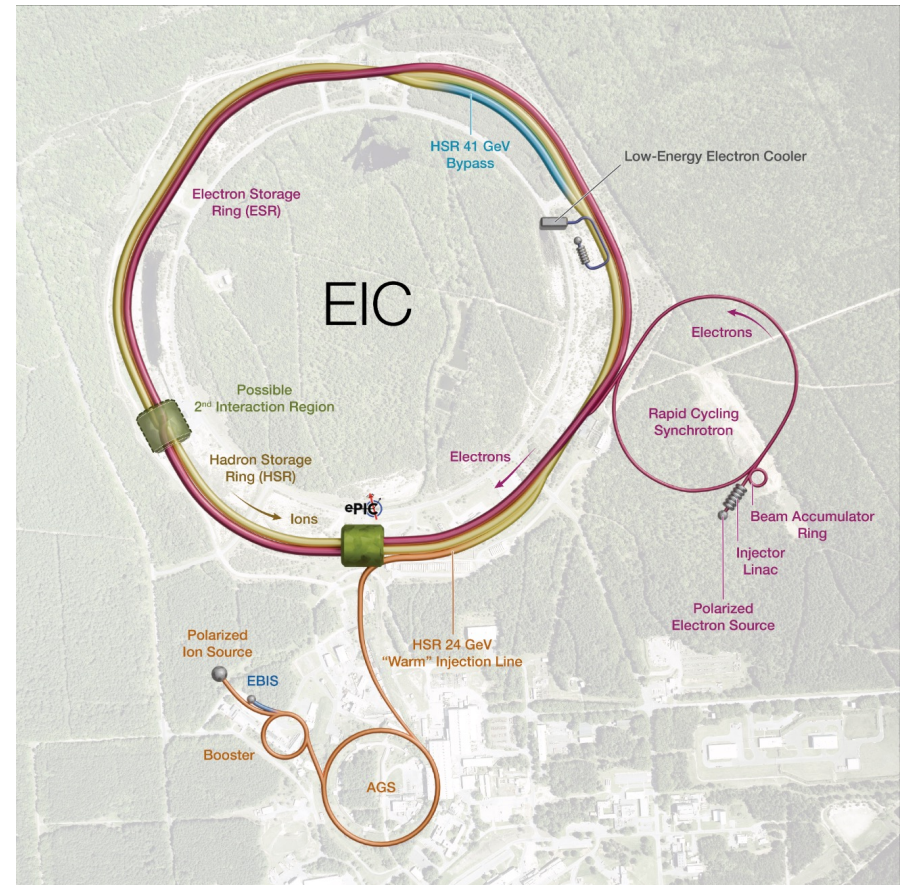 HSR 41 GeV
Bypass
Low-Energy Electron Cooler
Electron Storage
Ring (ESR)
EIC
Electrons
Possible
2nd Interaction Region
Rapid Cycling
Synchrotron
Hadron Storage
Ring (HSR)
Electrons
Ions
ePIC
Beam Accumulator
Ring
Injector
Linac
Polarized
Electron Source
Polarized
Ion Source
HSR 24 GeV
“Warm” Injection Line
EBIS
Booster
AGS